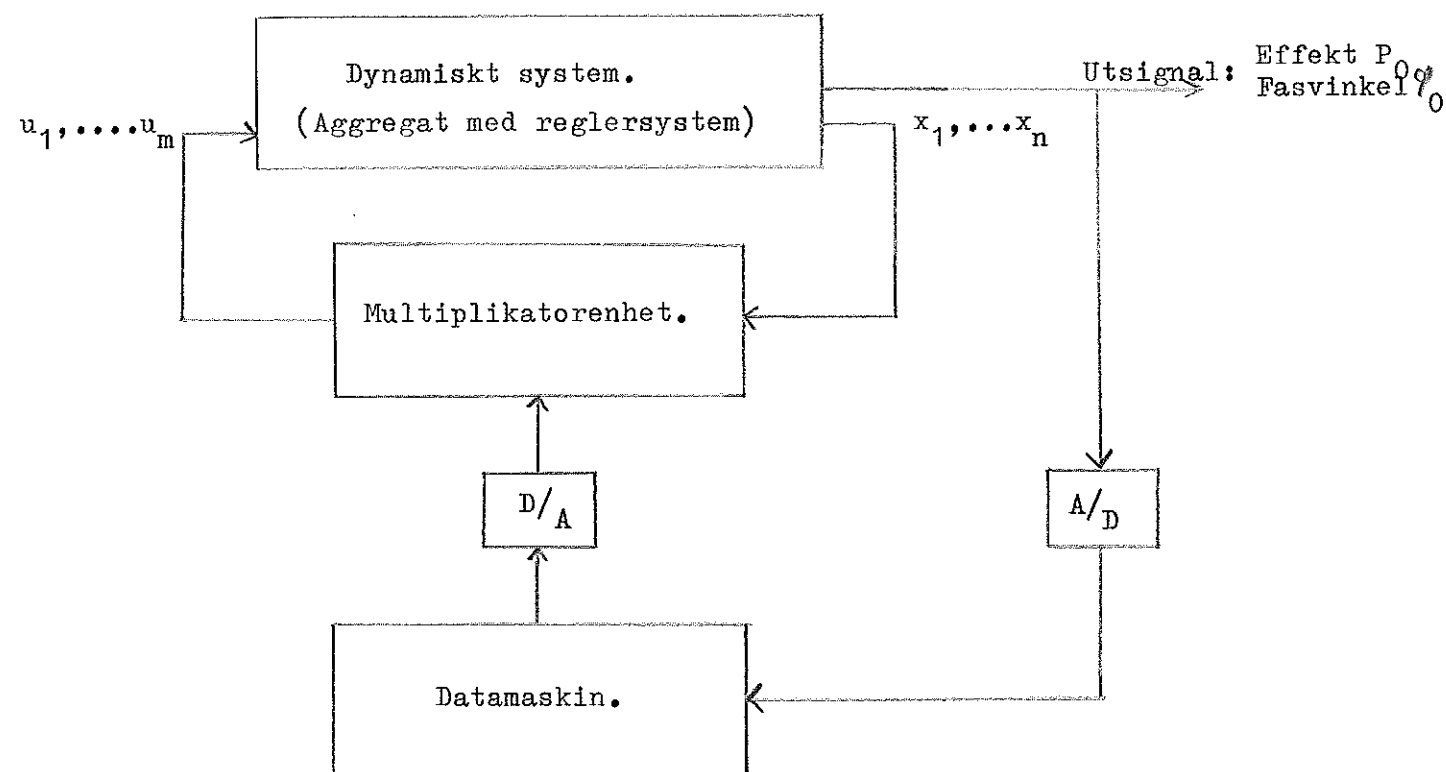 Dynamiskt system.
(Aggregat med reglersystem)
u₁,....uₘ
x₁,...xₙ
Utsignal: Effekt P₀
Fasvinkel φ₀
Multiplikatorenhet.
D/A
A/D
Datamaskin.